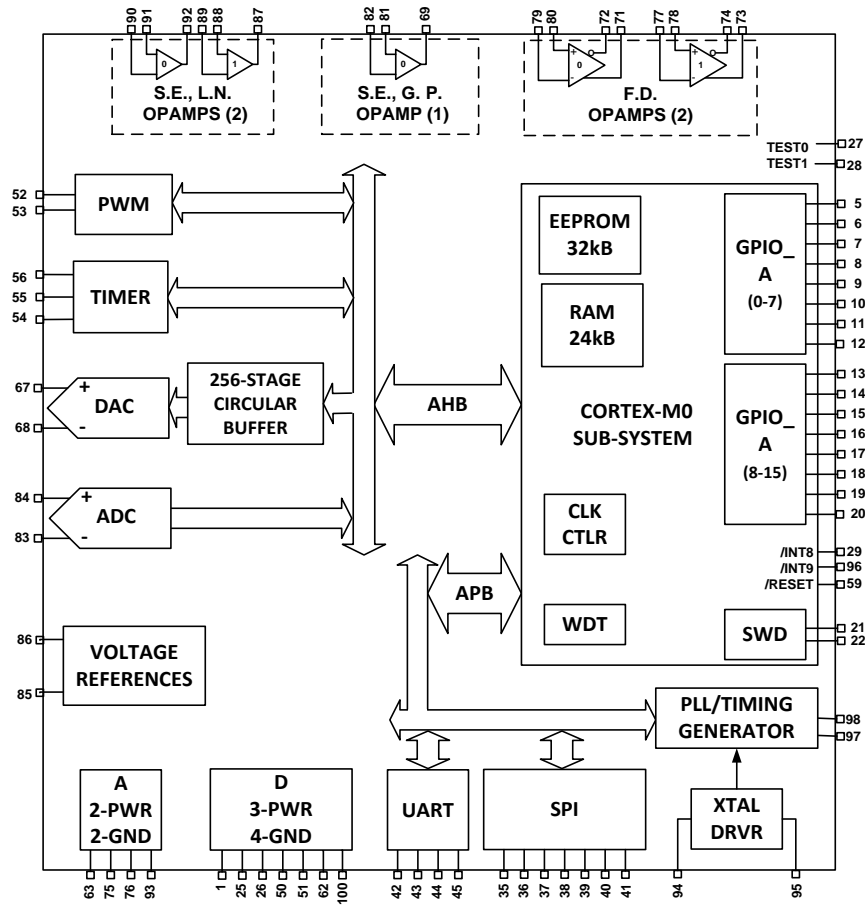 90 91 92 89 88 87 82 81 69 79 80 72 71 77 78 74 73
0 1 0 + - 0 + - 1
S.E., L.N.
OPAMPS (2)
S.E., G. P.
OPAMP (1)
F.D.
OPAMPS (2)
TEST0 27
TEST1 28
52
53
PWM
56
55
54
TIMER
67
68
+
-
DAC
256-STAGE
CIRCULAR
BUFFER
84
83
+
-
ADC
86
85
VOLTAGE
REFERENCES
AHB
APB
EEPROM
32kB
RAM
24kB
CORTEX-M0
SUB-SYSTEM
CLK
CTLR
WDT
GPIO_
A
(0-7)
5
6
7
8
9
10
11
12
GPIO_
A
(8-15)
13
14
15
16
17
18
19
20
/INT8 29
/INT9 96
/RESET 59
SWD
21
22
PLL/TIMING
GENERATOR
98
97
A
2-PWR
2-GND
63 75 76 93
D
3-PWR
4-GND
1 25 26 50 51 62 100
UART
42 43 44 45
SPI
35 36 37 38 39 40 41
XTAL
DRVR
94 95